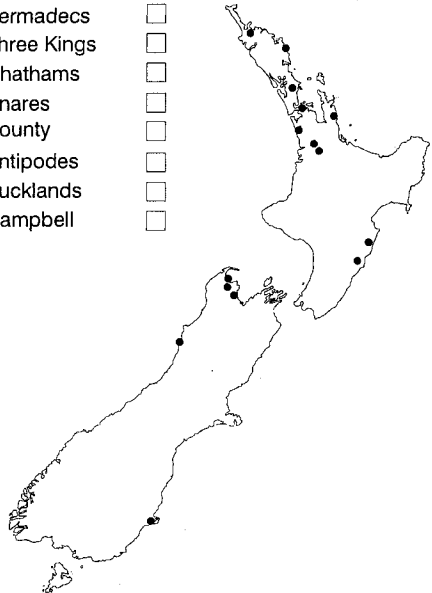 ermadecs
hree Kings
hathams
nares
ounty
ntipodes
ucklands
ampbell